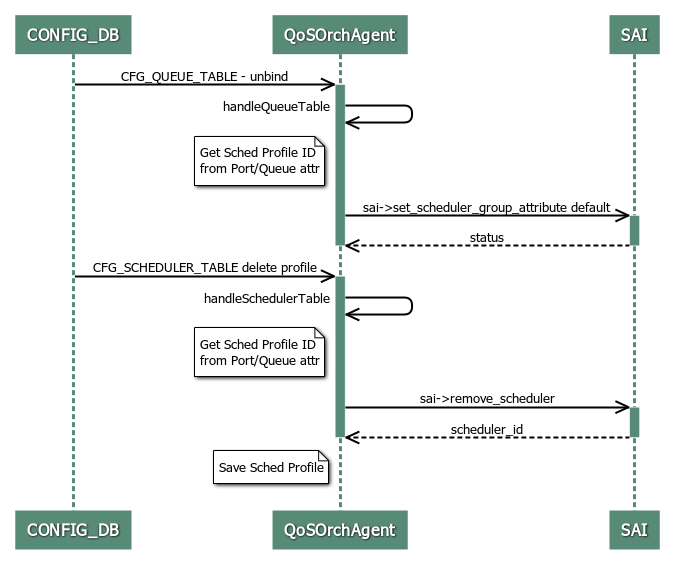 CONFIG_DB
QoSOrchAgent
SAI
CFG_QUEUE_TABLE - unbind
handleQueueTable
Get Sched Profile ID
from Port/Queue attr
sai->set_scheduler_group_attribute default
status
CFG_SCHEDULER_TABLE delete profile
handleSchedulerTable
Get Sched Profile ID
from Port/Queue attr
sai->remove_scheduler
scheduler_id
Save Sched Profile
CONFIG_DB
QoSOrchAgent
SAI